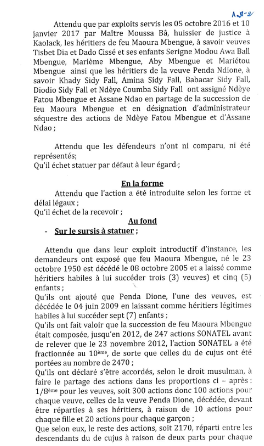 Attendu que par exploits servis les 05 octobre 2016 et 10
janvier 2017 par Maître Moussa Bâ, huissier de justice à
Kaolack, les héritiers de feu Maoura Mbengue, à savoir veuves
Tisbet Dia et Dado Cissé et ses enfants Serigne Modou Awa Ball
Mbengue, Marième Mbengue, Aby Mbengue et Mariétou
Mbengue ainsi que les héritiers de la veuve Penda Ndione, à
savoir Khady Sidy Fall, Amina Sidy Fall, Babacar Sidy Fall,
Diodio Sidy Fall et Ndèye Coumba Sidy Fall ont assigné Ndèye
Fatou Mbengue et Assane Ndao en partage de la succession de
feu Maoura Mbengue et en désignation d'administrateur
séquestre des actions de Ndèye Fatou Mbengue et d'Assane
Ndao ;
Attendu que les défendeurs n'ont ni comparu, ni été
représentés;
Qu'il échet statuer par défaut à leur égard ;
En la forme
Attendu que l'action a été introduite selon les forme et
délai légaux ;
Qu'il échet de la recevoir ;
Au fond
- Sur le sursis à statuer :
Attendu que dans leur exploit introductif d'instance, les
demandeurs ont exposé que feu Maoura Mbengue, né le 23
octobre 1950 est décédé le 08 octobre 2005 et a laissé comme
héritiers habiles à lui succéder trois (3) veuves et cinq (5)
enfants ;
Qu'ils ont ajouté que Penda Dione, l'une des veuves, est
décédée le 04 juin 2009 en laissant comme héritiers légitimes
habiles à lui succéder sept (7) enfants ;
Qu'ils ont fait valoir que la succession de feu Maoura Mbengue
était composée, jusqu'en 2012, de 247 actions SONATEL avant
de relever que le 23 novembre 2012, l'action SONATEL a été
fractionnée au 10ème, de sorte que celles du de cujus ont été
portées au nombre de 2470 ;
Qu'ils ont déclaré s'être accordés, selon le droit musulman, à
faire le partage des actions dans les proportions ci – après :
1/8ème pour les veuves, soit 300 actions donc 100 actions pour
chaque veuve, celles de la veuve Penda Dione, décédée, devant
être réparties à ses héritiers, à raison de 10 actions pour
chaque fille et 20 actions pour chaque garçon ;
Que selon eux, le reste des actions, soit 2170, réparti entre les
descendants du de cujus à raison de deux parts pour chaque